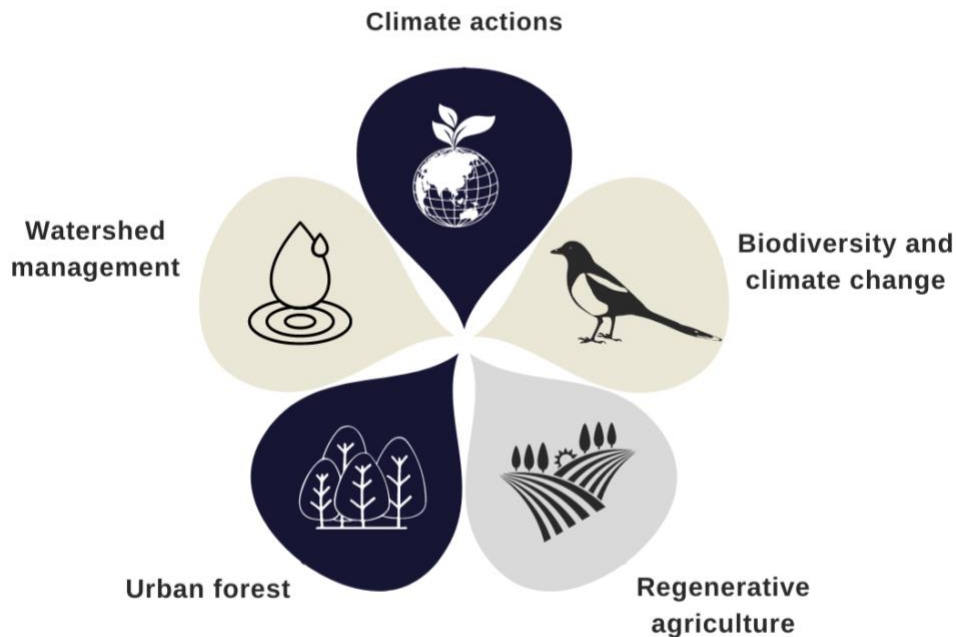 Climate actions
Watershed
management
Biodiversity and
climate change
Urban forest
Regenerative
agriculture